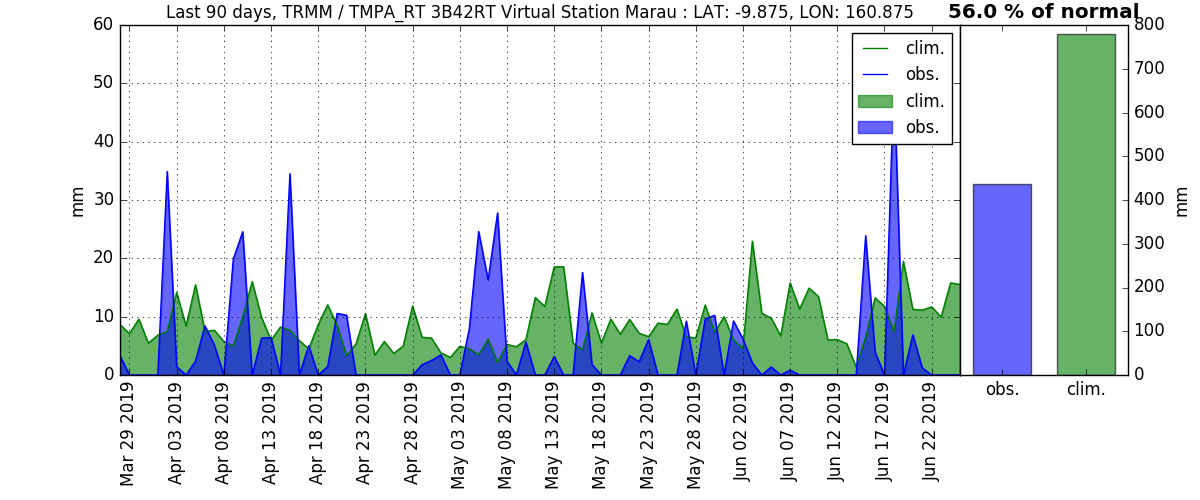 Last 90 days, TRMM / TMPA_RT 3B42RT Virtual Station Marau : LAT: -9.875, LON: 160.875
56.0 % of normal
mm
60
50
40
30
20
10
0
clim.
obs.
clim.
obs.
Mar 29 2019
Apr 03 2019
Apr 08 2019
Apr 13 2019
Apr 18 2019
Apr 23 2019
Apr 28 2019
May 03 2019
May 08 2019
May 13 2019
May 18 2019
May 23 2019
May 28 2019
Jun 02 2019
Jun 07 2019
Jun 12 2019
Jun 17 2019
Jun 22 2019
obs.
clim.
800
700
600
500
400
300
200
100
0
mm